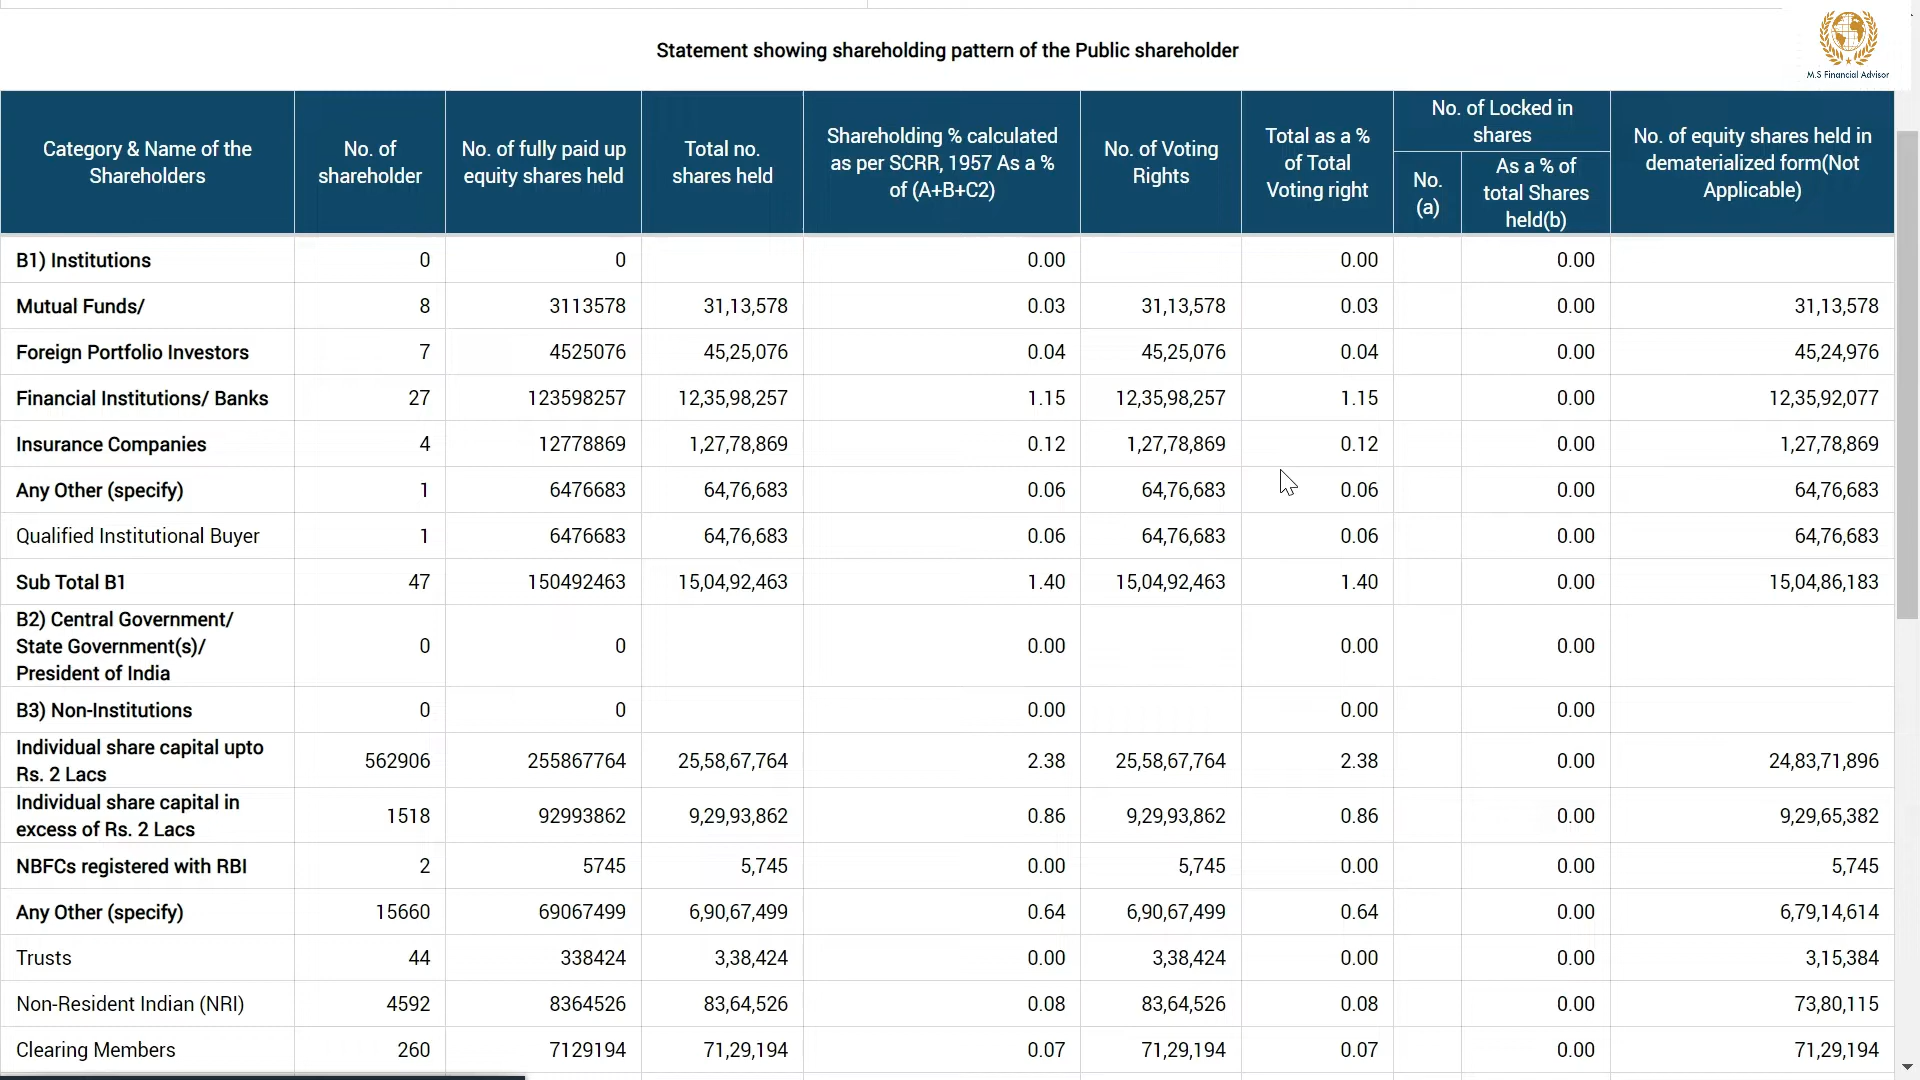 Statement showing shareholding pattern of the Public shareholder
M.S Financial Advisor
Category & Name of the Shareholders No. of shareholder No. of fully paid up equity shares held Total no. shares held Shareholding % calculated as per SCRR, 1957 As a % of (A+B+C2) No. of Voting Rights Total as a % of Total Voting right No. of Locked in shares No. (a) As a % of total Shares held(b) No. of equity shares held in dematerialized form(Not Applicable)
B1) Institutions 0 0 0.00 0.00 0.00
Mutual Funds/ 8 3113578 31,13,578 0.03 31,13,578 0.03 0.00 31,13,578
Foreign Portfolio Investors 7 4525076 45,25,076 0.04 45,25,076 0.04 0.00 45,24,976
Financial Institutions/ Banks 27 123598257 12,35,98,257 1.15 12,35,98,257 1.15 0.00 12,35,92,077
Insurance Companies 4 12778869 1,27,78,869 0.12 1,27,78,869 0.12 0.00 1,27,78,869
Any Other (specify) 1 6476683 64,76,683 0.06 64,76,683 0.06 0.00 64,76,683
Qualified Institutional Buyer 1 6476683 64,76,683 0.06 64,76,683 0.06 0.00 64,76,683
Sub Total B1 47 150492463 15,04,92,463 1.40 15,04,92,463 1.40 0.00 15,04,86,183
B2) Central Government/ State Government(s)/ President of India 0 0 0.00 0.00 0.00
B3) Non-Institutions 0 0 0.00 0.00 0.00
Individual share capital upto Rs. 2 Lacs 562906 255867764 25,58,67,764 2.38 25,58,67,764 2.38 0.00 24,83,71,896
Individual share capital in excess of Rs. 2 Lacs 1518 92993862 9,29,93,862 0.86 9,29,93,862 0.86 0.00 9,29,65,382
NBFCs registered with RBI 2 5745 5,745 0.00 5,745 0.00 0.00 5,745
Any Other (specify) 15660 69067499 6,90,67,499 0.64 6,90,67,499 0.64 0.00 6,79,14,614
Trusts 44 338424 3,38,424 0.00 3,38,424 0.00 0.00 3,15,384
Non-Resident Indian (NRI) 4592 8364526 83,64,526 0.08 83,64,526 0.08 0.00 73,80,115
Clearing Members 260 7129194 71,29,194 0.07 71,29,194 0.07 0.00 71,29,194